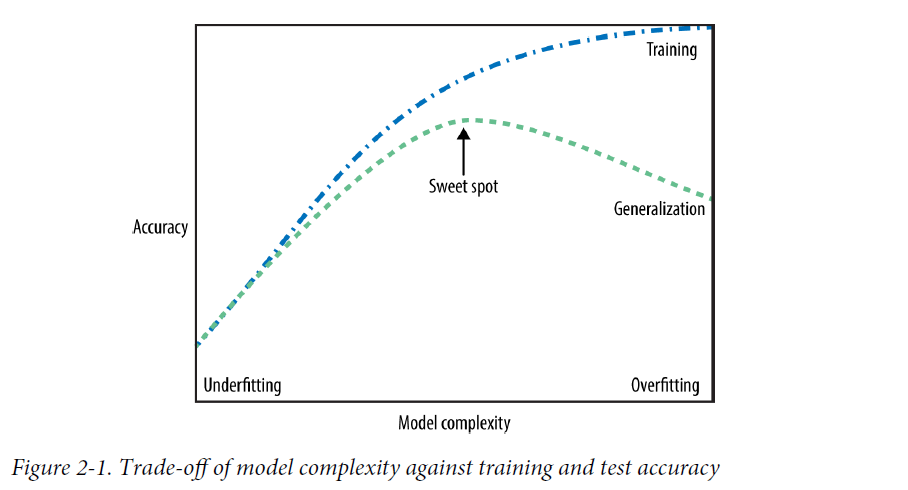 Training
Sweet spot
Generalization
Accuracy
Underfitting
Overfitting
Model complexity
Figure 2-1. Trade-off of model complexity against training and test accuracy